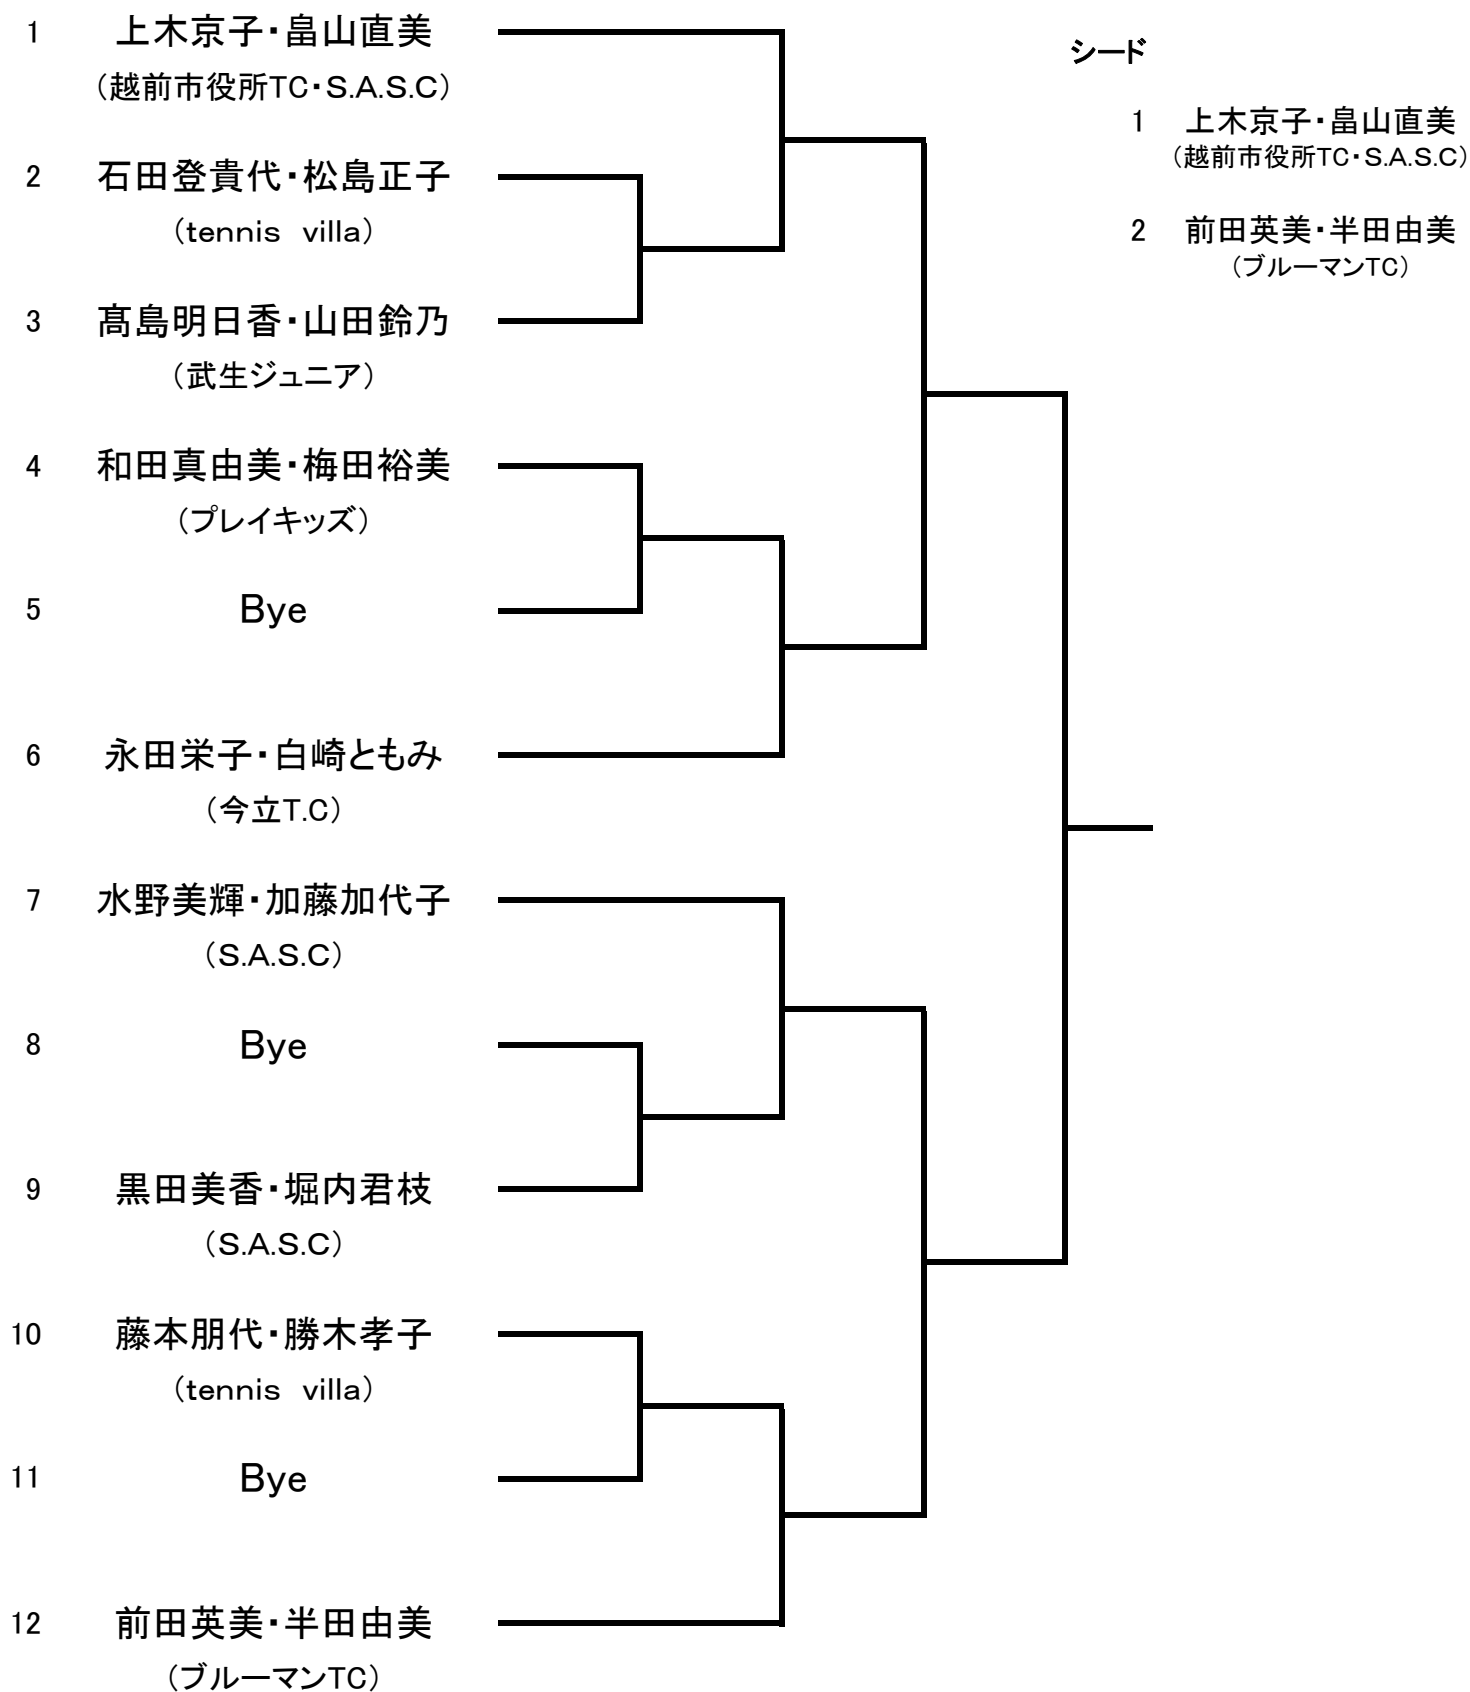 1 上木京子・畠山直美
（越前市役所TC・S.A.S.C）
2 石田登貴代・松島正子
（tennis villa）
3 髙島明日香・山田鈴乃
（武生ジュニア）
4 和田真由美・梅田裕美
（プレイキッズ）
5 Bye
6 永田栄子・白崎ともみ
（今立T.C）
7 水野美輝・加藤加代子
（S.A.S.C）
8 Bye
9 黒田美香・堀内君枝
（S.A.S.C）
10 藤本朋代・勝木孝子
（tennis villa）
11 Bye
12 前田英美・半田由美
（ブルーマンTC）
シード
1 上木京子・畠山直美
（越前市役所TC・S.A.S.C）
2 前田英美・半田由美
（ブルーマンTC）